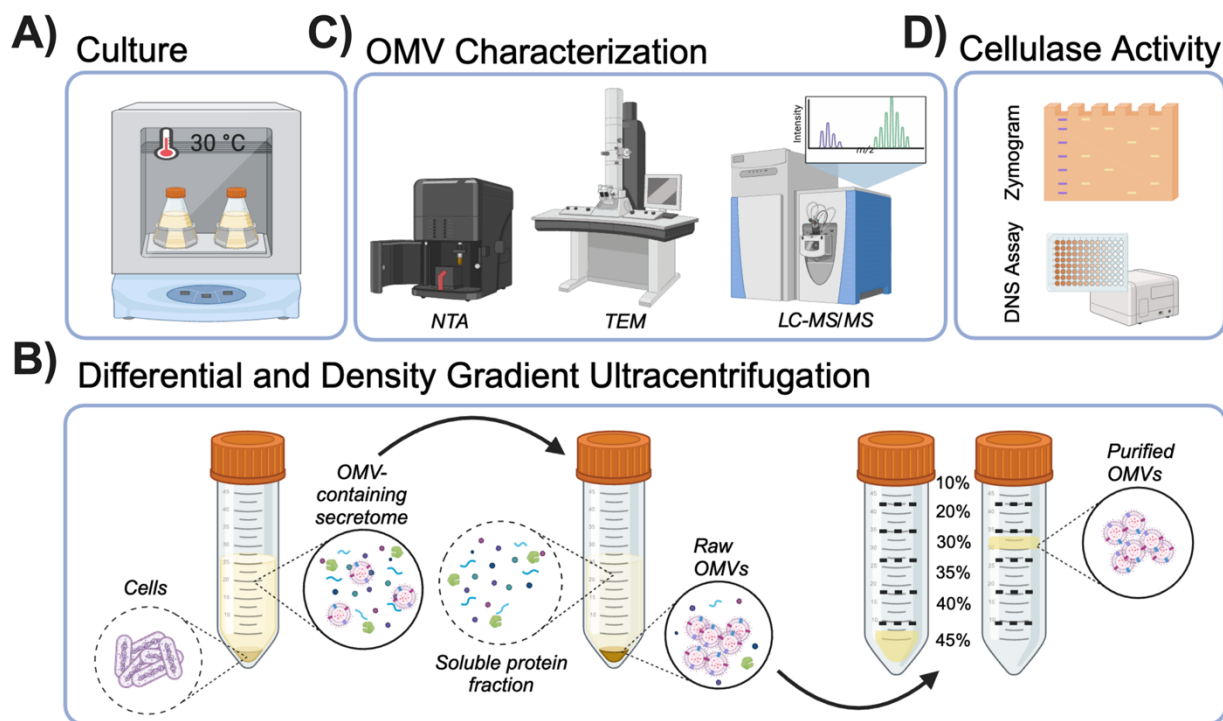 A)
Culture
30 °C
C)
OMV Characterization
Intensity
m/z
NTA
TEM
LC-MS/MS
D)
Cellulase Activity
Zymogram
DNS Assay
B)
Differential and Density Gradient Ultracentrifugation
Cells
OMV-
containing
secretome
Soluble protein
fraction
Raw
OMVs
10%
20%
30%
35%
40%
45%
Purified
OMVs